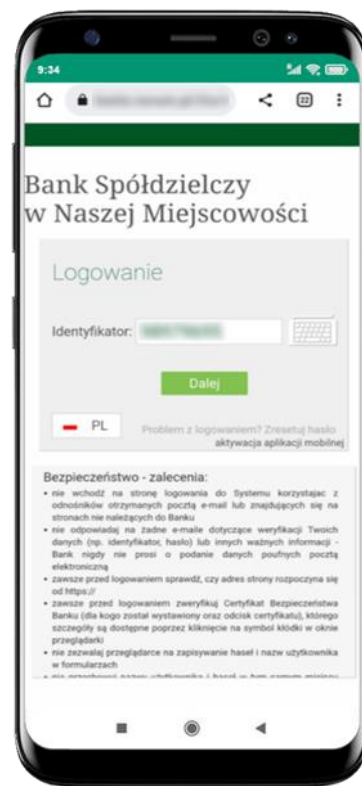 9:34
22
Bank Spółdzielczy
w Naszej Miejscowości
Logowanie
Identyfikator:
Dalej
PL
Problem z logowaniem? Zresetuj hasło
aktywacja aplikacji mobilnej
Bezpieczeństwo - zalecenia:
• nie wchodź na stronę logowania do Systemu korzystając z
odnośników otrzymanych pocztą e-mail lub znajdujących się na
stronach nie należących do Banku
• nie odpowiadaj na żadne e-maile dotyczące weryfikacji Twoich
danych (np. identyfikator, hasło) lub innych ważnych informacji -
Bank nigdy nie prosi o podanie danych poufnych pocztą
elektroniczną
• zawsze przed logowaniem sprawdź, czy adres strony rozpoczyna się
od https://
• zawsze przed logowaniem zweryfikuj Certyfikat Bezpieczeństwa
Banku (dla kogo został wystawiony oraz odcisk certyfikatu), którego
szczegóły są dostępne poprzez kliknięcie na symbol kłódki w oknie
przeglądarki
• nie zezwalaj przeglądarce na zapisywanie haseł i nazw użytkownika
w formularzach